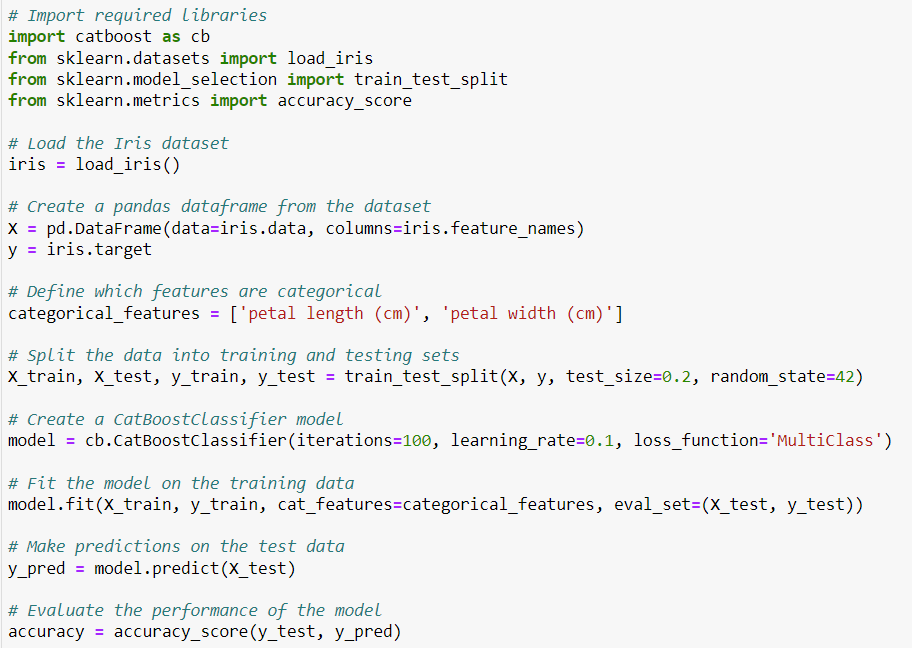 # Import required libraries
import catboost as cb
from sklearn.datasets import load_iris
from sklearn.model_selection import train_test_split
from sklearn.metrics import accuracy_score
# Load the Iris dataset
iris = load_iris()
# Create a pandas dataframe from the dataset
X = pd.DataFrame(data=iris.data, columns=iris.feature_names)
y = iris.target
# Define which features are categorical
categorical_features = ['petal length (cm)', 'petal width (cm)']
# Split the data into training and testing sets
X_train, X_test, y_train, y_test = train_test_split(X, y, test_size=0.2, random_state=42)
# Create a CatBoostClassifier model
model = cb.CatBoostClassifier(iterations=100, learning_rate=0.1, loss_function='MultiClass')
# Fit the model on the training data
model.fit(X_train, y_train, cat_features=categorical_features, eval_set=(X_test, y_test))
# Make predictions on the test data
y_pred = model.predict(X_test)
# Evaluate the performance of the model
accuracy = accuracy_score(y_test, y_pred)